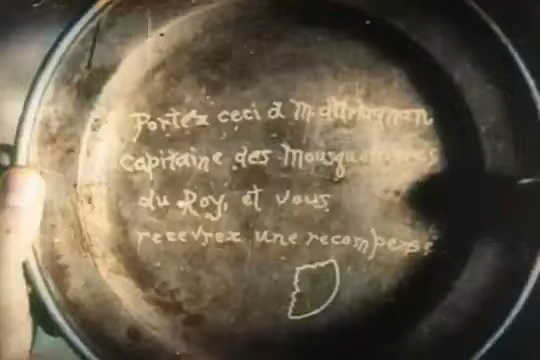 Portez ceci à M. d'Artagnan,
Capitaine des Mousquetaires
du Roy, et vous
recevrez une recompense